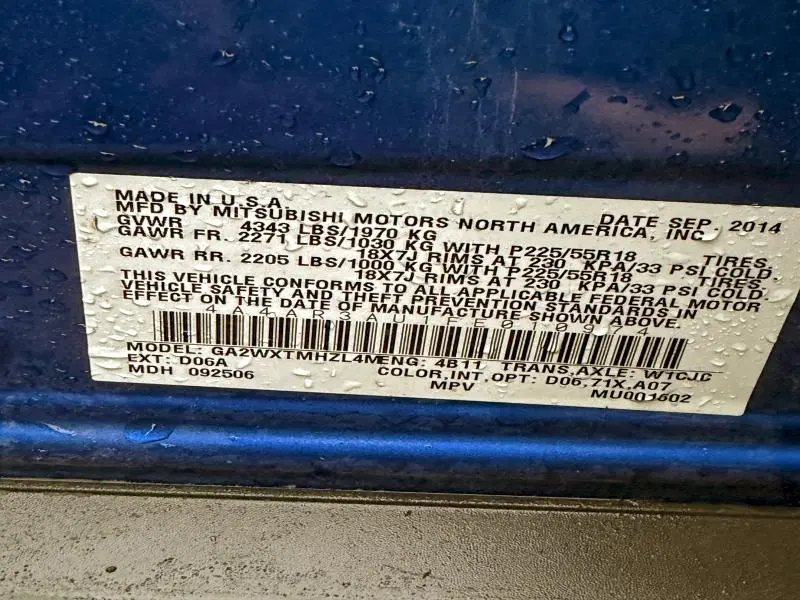 MADE IN U.S.A.
MFD BY MITSUBISHI MOTORS NORTH AMERICA, INC. DATE SEP. 2014
GVWR 4343 LBS/1970 KG
GAWR FR. 2271 LBS/1030 KG WITH P225/55R18 TIRES,
18X7J RIMS AT 230 KPA/33 PSI COLD.
GAWR RR. 2205 LBS/1000 KG WITH P225/55R18 TIRES,
18X7J RIMS AT 230 KPA/33 PSI COLD.
THIS VEHICLE CONFORMS TO ALL APPLICABLE FEDERAL MOTOR
VEHICLE SAFETY AND THEFT PREVENTION STANDARDS IN
EFFECT ON THE DATE OF MANUFACTURE SHOWN ABOVE.
MODEL: GA2WXTMHZL4M ENG: 4B11 TRANS,AXLE: W1CJC
EXT: D06A COLOR,INT,OPT: D06,71X,A07
MDH 092506 MPV MU001602